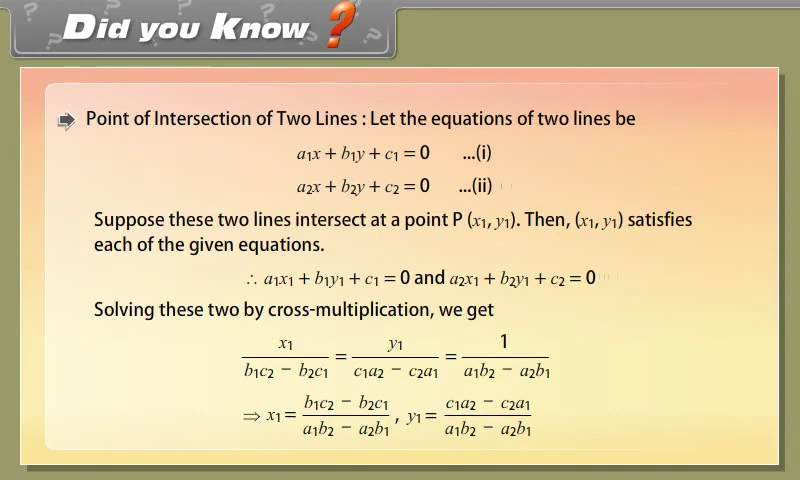 Did you Know ?
Point of Intersection of Two Lines : Let the equations of two lines be
a₁x + b₁y + c₁ = 0 ...(i)
a₂x + b₂y + c₂ = 0 ...(ii)
Suppose these two lines intersect at a point P (x₁, y₁). Then, (x₁, y₁) satisfies
each of the given equations.
∴ a₁x₁ + b₁y₁ + c₁ = 0 and a₂x₁ + b₂y₁ + c₂ = 0
Solving these two by cross-multiplication, we get
x₁ / (b₁c₂ − b₂c₁) = y₁ / (c₁a₂ − c₂a₁) = 1 / (a₁b₂ − a₂b₁)
⇒ x₁ = (b₁c₂ − b₂c₁) / (a₁b₂ − a₂b₁) , y₁ = (c₁a₂ − c₂a₁) / (a₁b₂ − a₂b₁)